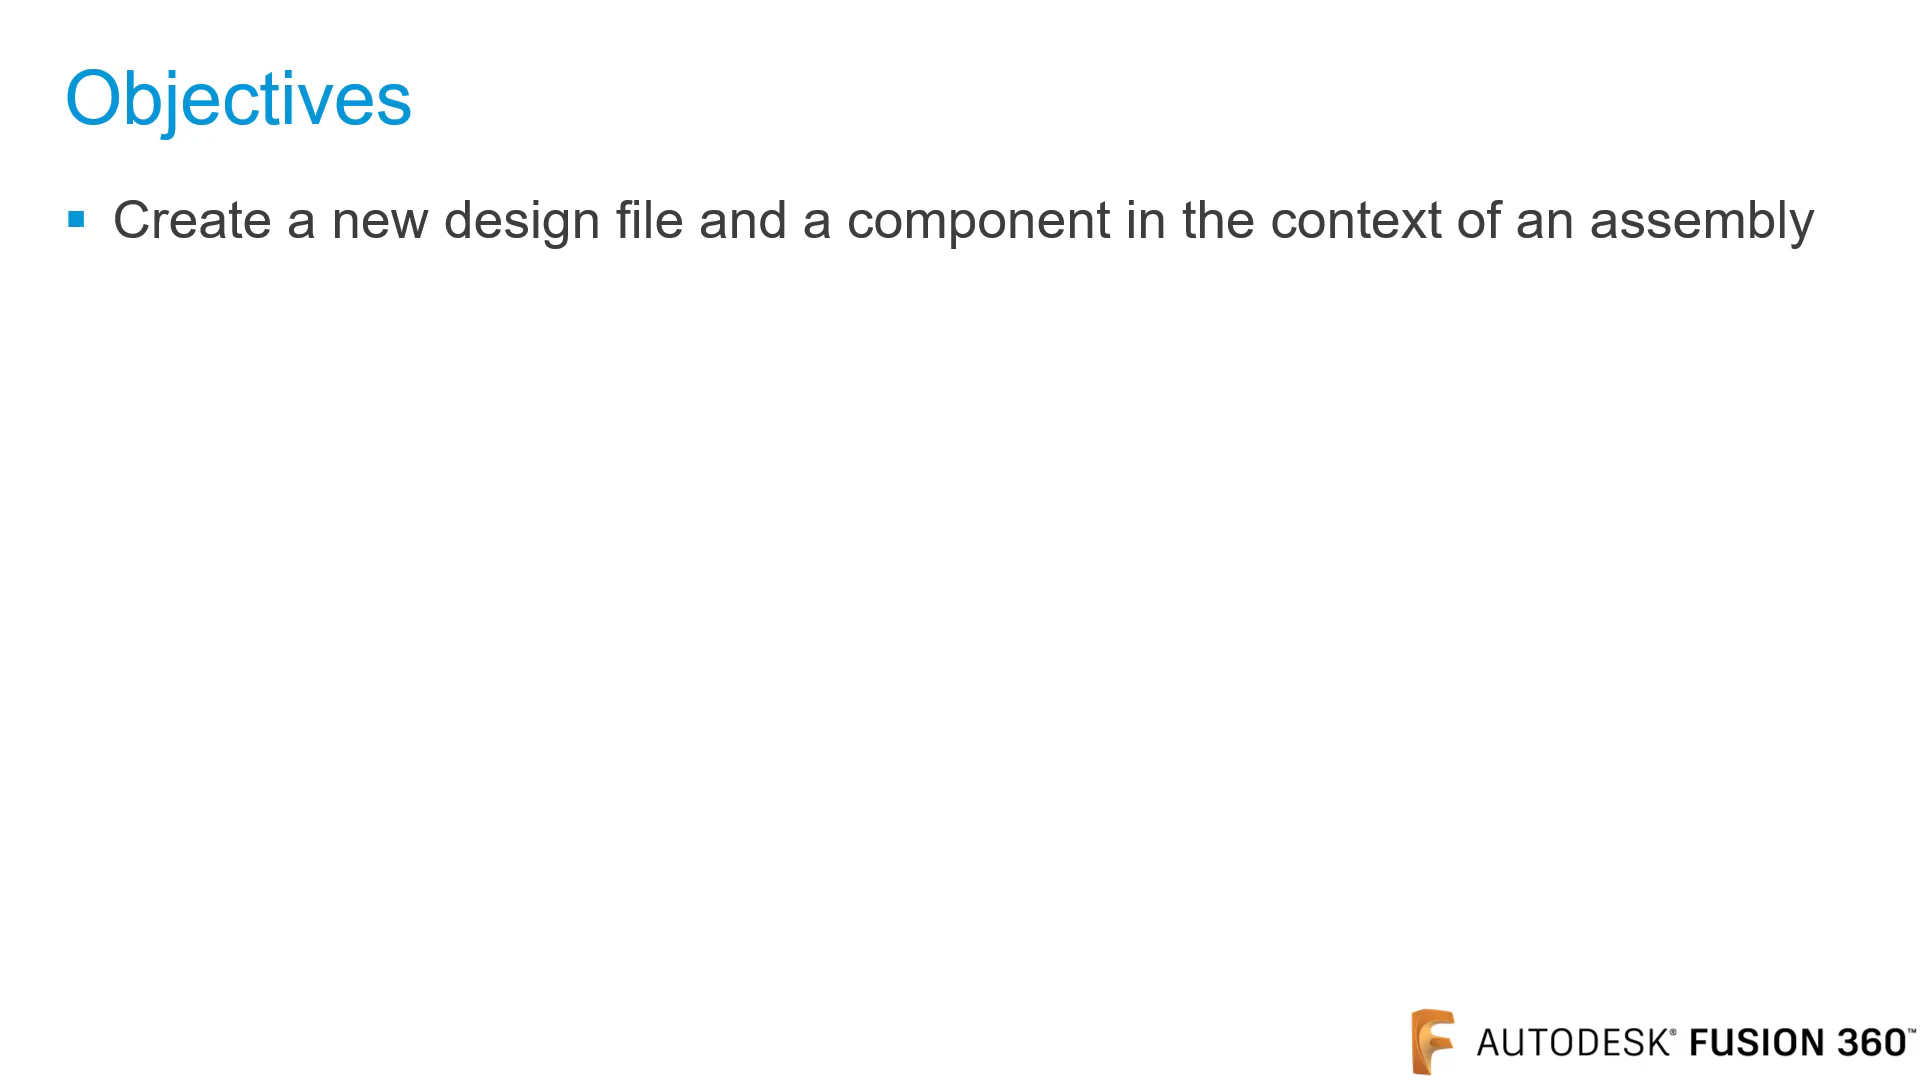 Objectives
▪ Create a new design file and a component in the context of an assembly
AUTODESK® FUSION 360™